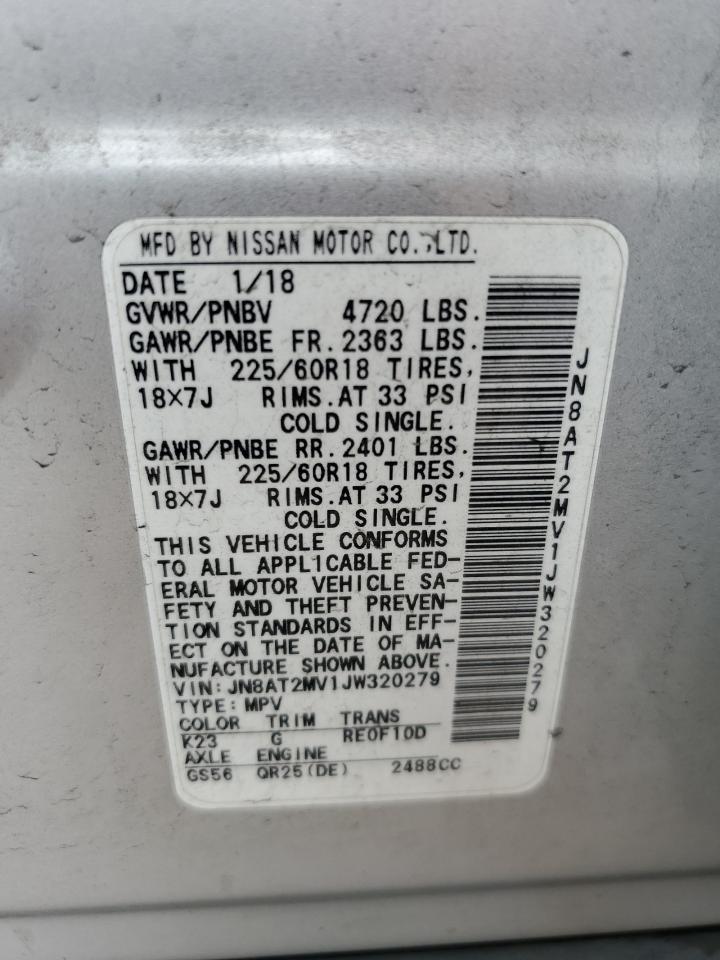 MFD BY NISSAN MOTOR CO.,LTD.
DATE 1/18
GVWR/PNBV 4720 LBS.
GAWR/PNBE FR. 2363 LBS.
WITH 225/60R18 TIRES,
18×7J RIMS.AT 33 PSI
COLD SINGLE.
GAWR/PNBE RR. 2401 LBS.
WITH 225/60R18 TIRES,
18×7J RIMS.AT 33 PSI
COLD SINGLE.
THIS VEHICLE CONFORMS
TO ALL APPLICABLE FED-
ERAL MOTOR VEHICLE SA-
FETY AND THEFT PREVEN-
TION STANDARDS IN EFF-
ECT ON THE DATE OF MA-
NUFACTURE SHOWN ABOVE.
VIN: JN8AT2MV1JW320279
TYPE: MPV
COLOR TRIM TRANS
K23 G RE0F10D
AXLE ENGINE
GS56 QR25(DE) 2488CC
JN8AT2MV1JW320279